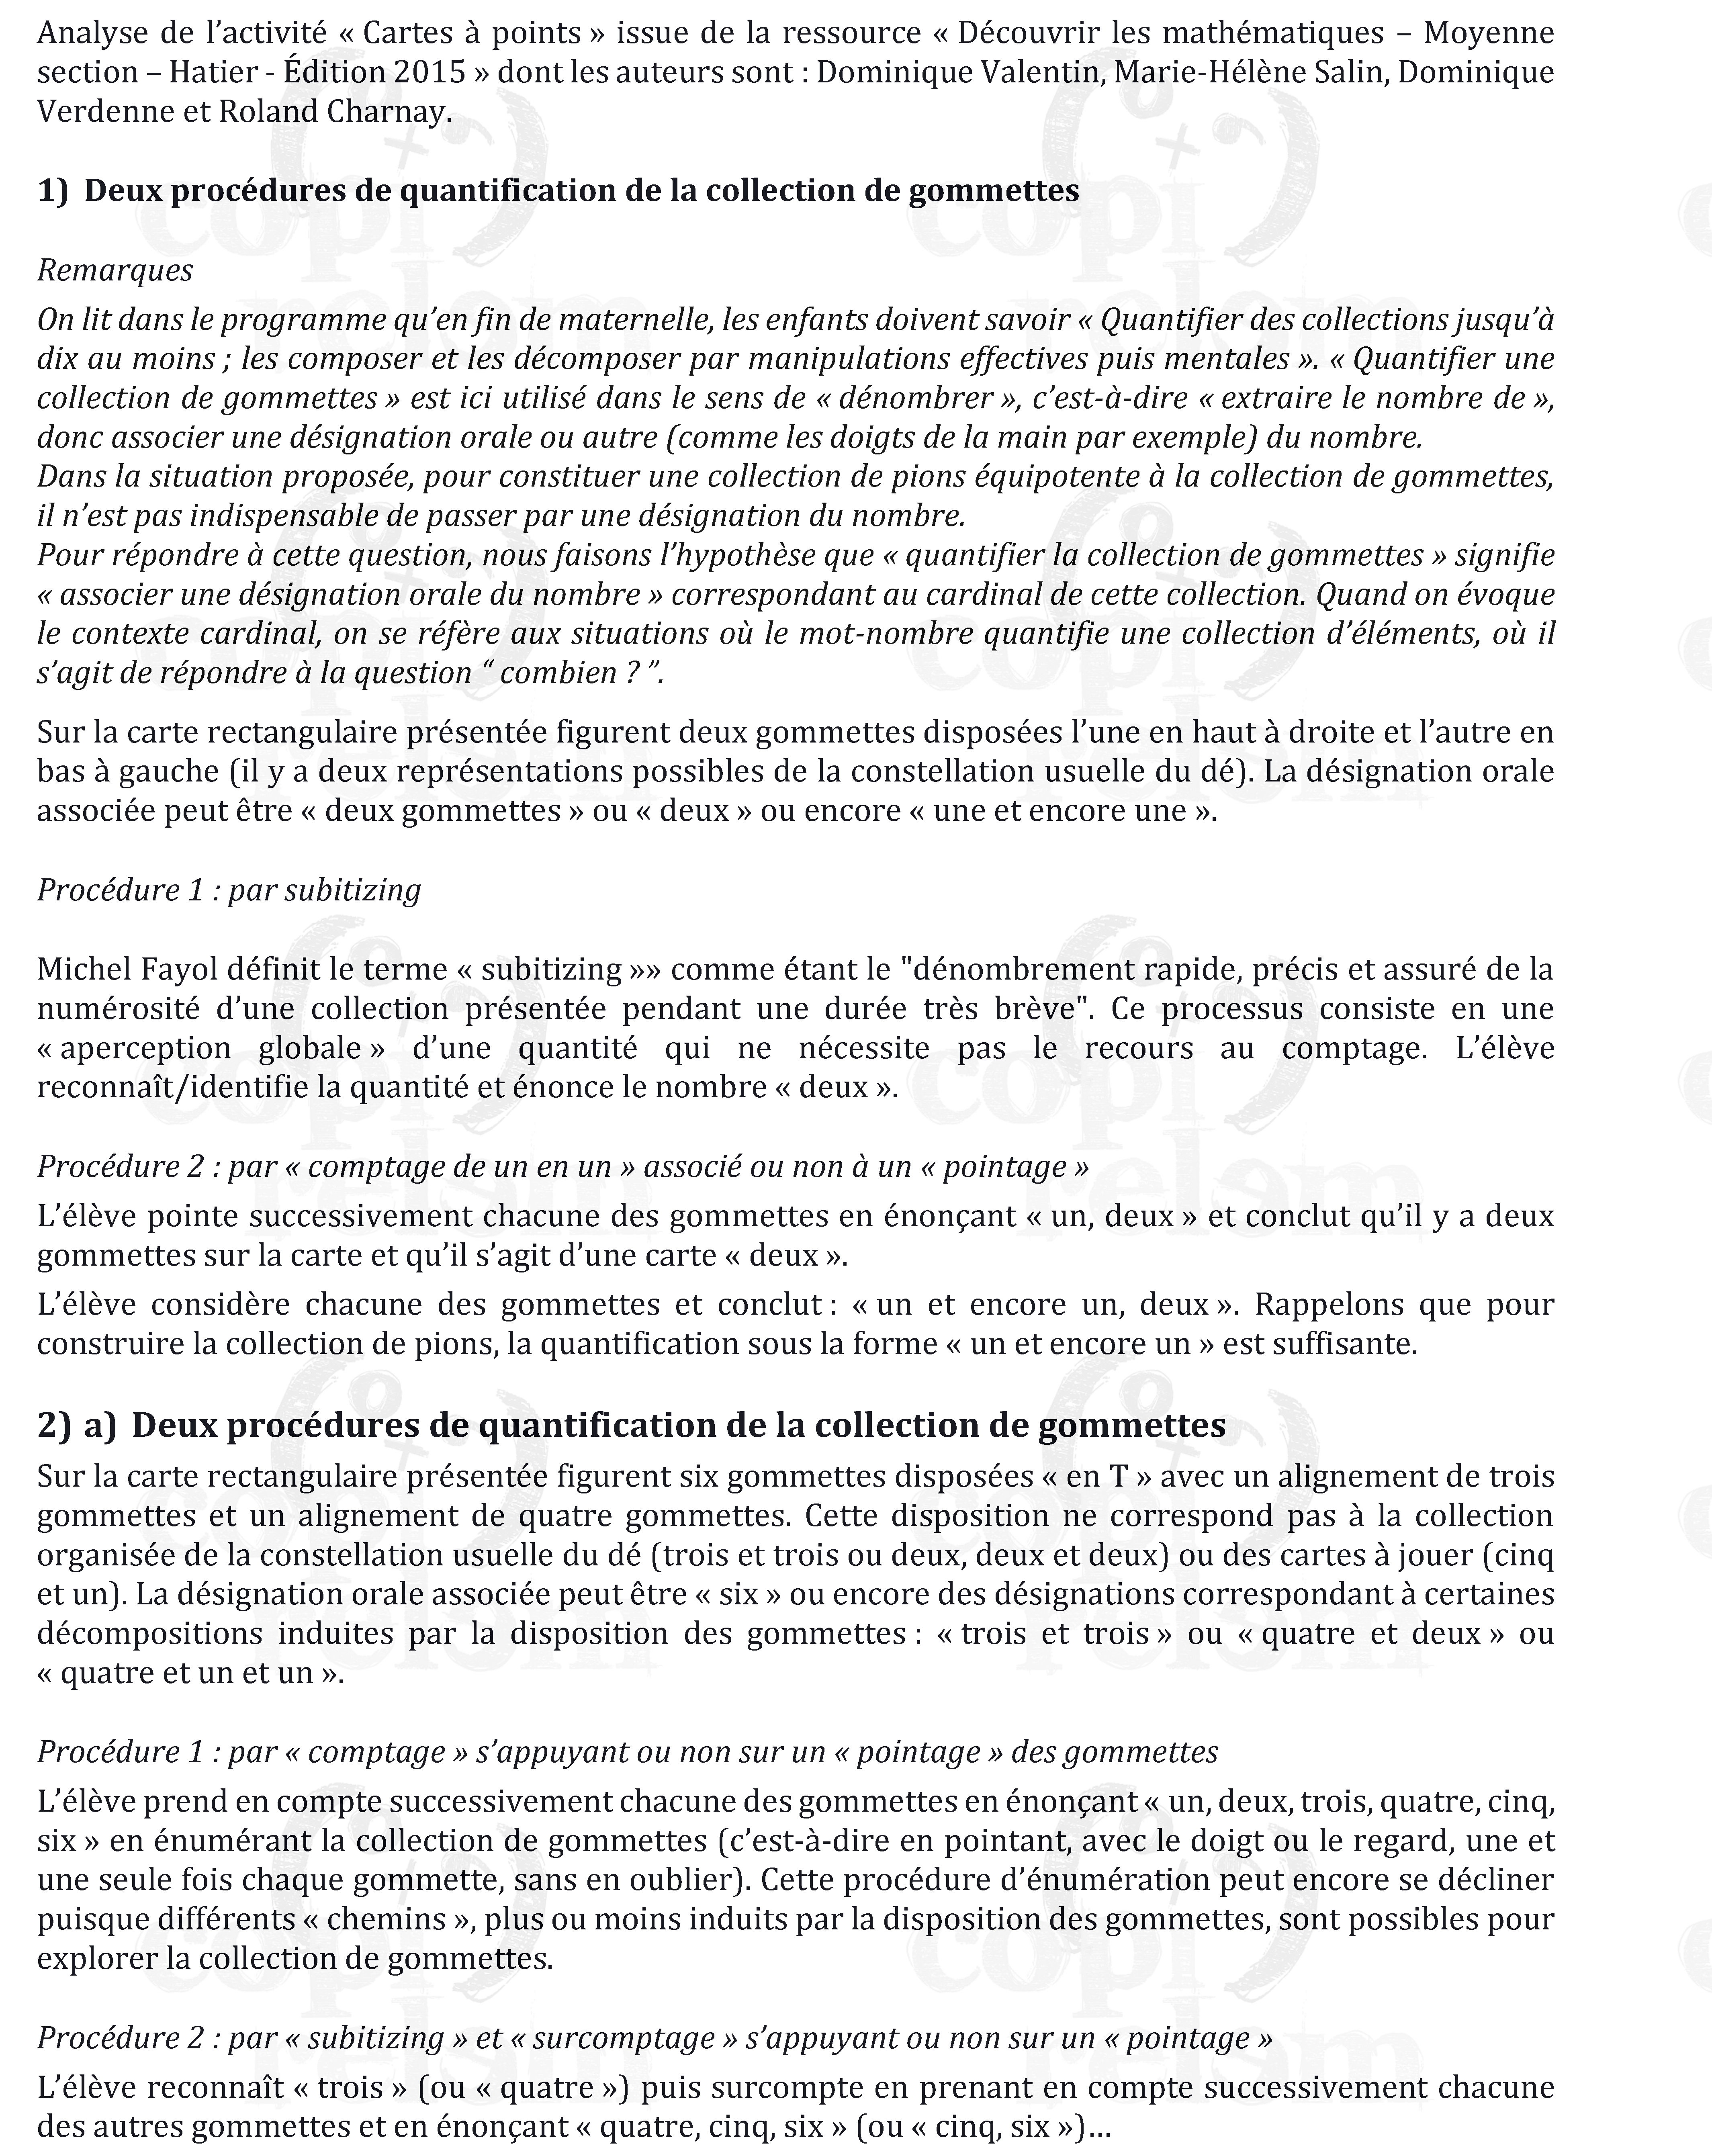 Analyse de l’activité « Cartes à points » issue de la ressource « Découvrir les mathématiques – Moyenne
section – Hatier - Édition 2015 » dont les auteurs sont : Dominique Valentin, Marie-Hélène Salin, Dominique
Verdenne et Roland Charnay.
1) Deux procédures de quantification de la collection de gommettes
Remarques
On lit dans le programme qu’en fin de maternelle, les enfants doivent savoir « Quantifier des collections jusqu’à
dix au moins ; les composer et les décomposer par manipulations effectives puis mentales ». « Quantifier une
collection de gommettes » est ici utilisé dans le sens de « dénombrer », c’est-à-dire « extraire le nombre de »,
donc associer une désignation orale ou autre (comme les doigts de la main par exemple) du nombre.
Dans la situation proposée, pour constituer une collection de pions équipotente à la collection de gommettes,
il n’est pas indispensable de passer par une désignation du nombre.
Pour répondre à cette question, nous faisons l’hypothèse que « quantifier la collection de gommettes » signifie
« associer une désignation orale du nombre » correspondant au cardinal de cette collection. Quand on évoque
le contexte cardinal, on se réfère aux situations où le mot-nombre quantifie une collection d’éléments, où il
s’agit de répondre à la question “ combien ? ”.
Sur la carte rectangulaire présentée figurent deux gommettes disposées l’une en haut à droite et l’autre en
bas à gauche (il y a deux représentations possibles de la constellation usuelle du dé). La désignation orale
associée peut être « deux gommettes » ou « deux » ou encore « une et encore une ».
Procédure 1 : par subitizing
Michel Fayol définit le terme « subitizing »» comme étant le "dénombrement rapide, précis et assuré de la
numérosité d’une collection présentée pendant une durée très brève". Ce processus consiste en une
« aperception globale » d’une quantité qui ne nécessite pas le recours au comptage. L’élève
reconnaît/identifie la quantité et énonce le nombre « deux ».
Procédure 2 : par « comptage de un en un » associé ou non à un « pointage »
L’élève pointe successivement chacune des gommettes en énonçant « un, deux » et conclut qu’il y a deux
gommettes sur la carte et qu’il s’agit d’une carte « deux ».
L’élève considère chacune des gommettes et conclut : « un et encore un, deux ». Rappelons que pour
construire la collection de pions, la quantification sous la forme « un et encore un » est suffisante.
2) a) Deux procédures de quantification de la collection de gommettes
Sur la carte rectangulaire présentée figurent six gommettes disposées « en T » avec un alignement de trois
gommettes et un alignement de quatre gommettes. Cette disposition ne correspond pas à la collection
organisée de la constellation usuelle du dé (trois et trois ou deux, deux et deux) ou des cartes à jouer (cinq
et un). La désignation orale associée peut être « six » ou encore des désignations correspondant à certaines
décompositions induites par la disposition des gommettes : « trois et trois » ou « quatre et deux » ou
« quatre et un et un ».
Procédure 1 : par « comptage » s’appuyant ou non sur un « pointage » des gommettes
L’élève prend en compte successivement chacune des gommettes en énonçant « un, deux, trois, quatre, cinq,
six » en énumérant la collection de gommettes (c’est-à-dire en pointant, avec le doigt ou le regard, une et
une seule fois chaque gommette, sans en oublier). Cette procédure d’énumération peut encore se décliner
puisque différents « chemins », plus ou moins induits par la disposition des gommettes, sont possibles pour
explorer la collection de gommettes.
Procédure 2 : par « subitizing » et « surcomptage » s’appuyant ou non sur un « pointage »
L’élève reconnaît « trois » (ou « quatre ») puis surcompte en prenant en compte successivement chacune
des autres gommettes et en énonçant « quatre, cinq, six » (ou « cinq, six »)…